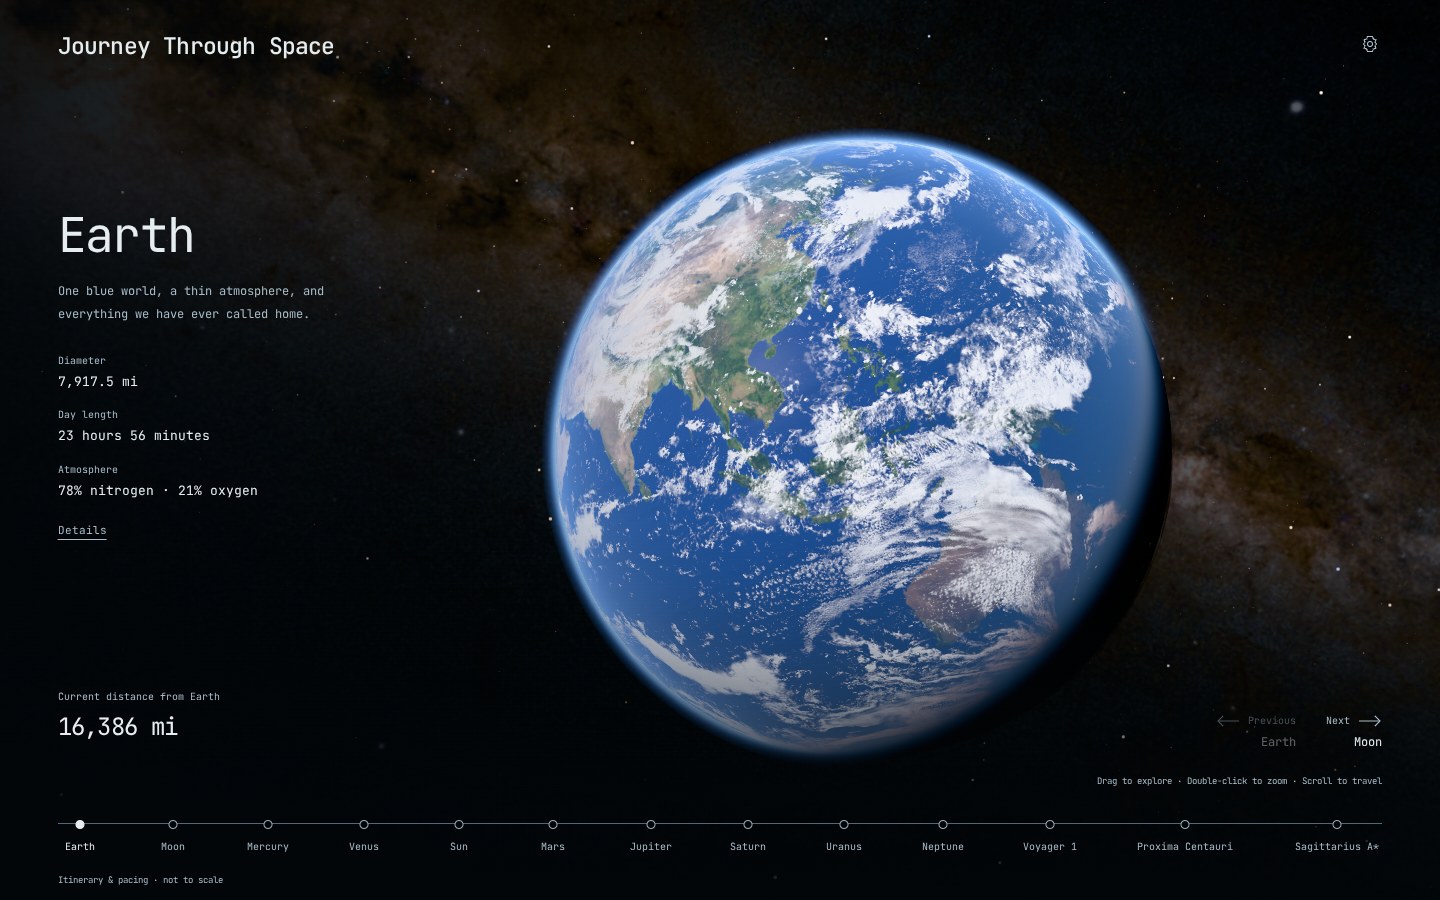 Journey Through Space
Earth
One blue world, a thin atmosphere, and
everything we have ever called home.
Diameter
7,917.5 mi
Day length
23 hours 56 minutes
Atmosphere
78% nitrogen · 21% oxygen
Details
Current distance from Earth
16,386 mi
Previous
Earth
Next
Moon
Drag to explore · Double-click to zoom · Scroll to travel
Earth Moon Mercury Venus Sun Mars Jupiter Saturn Uranus Neptune Voyager 1 Proxima Centauri Sagittarius A*
Itinerary & pacing · not to scale